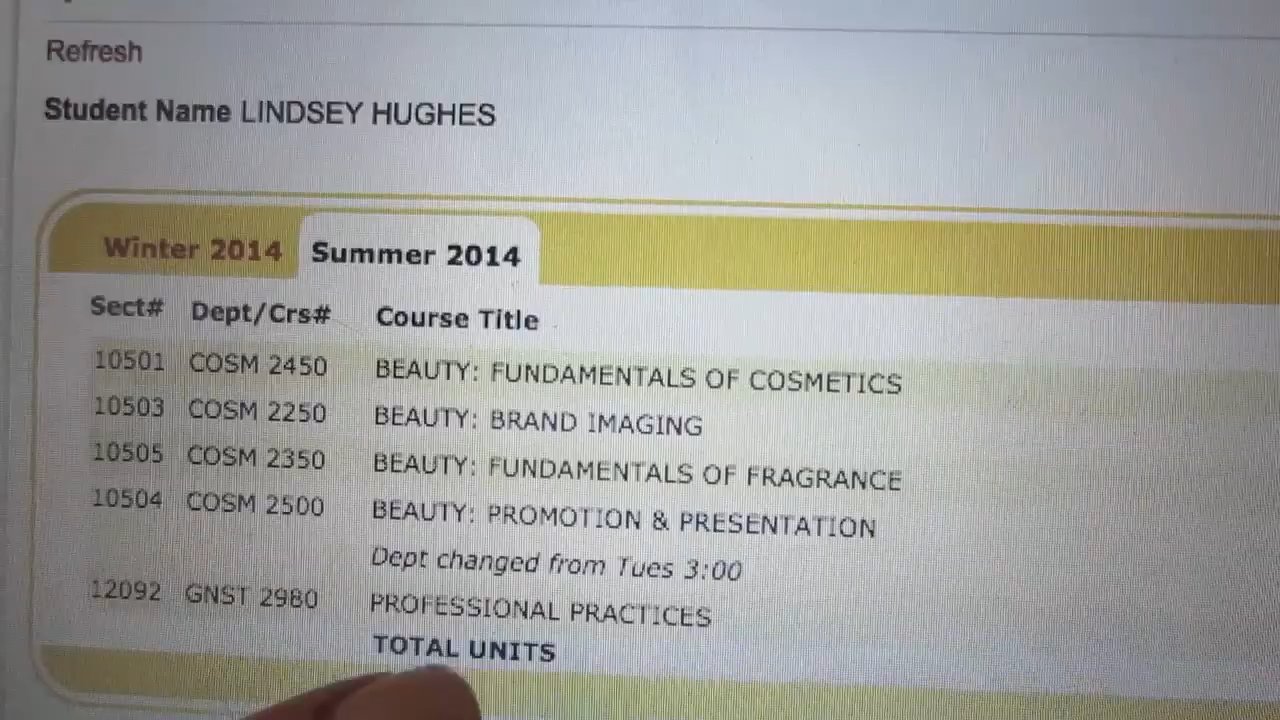 Refresh
Student Name LINDSEY HUGHES
Winter 2014 Summer 2014
Sect# Dept/Crs# Course Title
10501 COSM 2450 BEAUTY: FUNDAMENTALS OF COSMETICS
10503 COSM 2250 BEAUTY: BRAND IMAGING
10505 COSM 2350 BEAUTY: FUNDAMENTALS OF FRAGRANCE
10504 COSM 2500 BEAUTY: PROMOTION & PRESENTATION
Dept changed from Tues 3:00
12092 GNST 2980 PROFESSIONAL PRACTICES
TOTAL UNITS